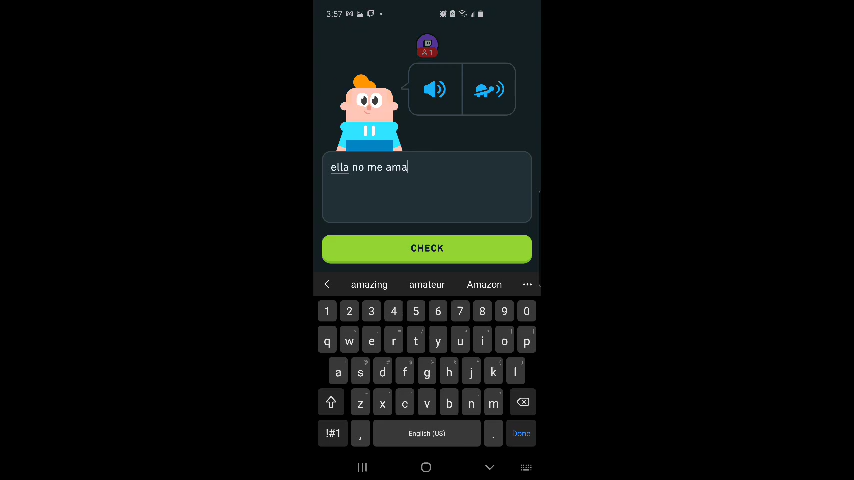 3:57
1
ella no me ama
CHECK
amazing amateur Amazon
1 2 3 4 5 6 7 8 9 0
q w e r t y u i o p
a s d f g h j k l
z x c v b n m
!#1 , English (US) . Done